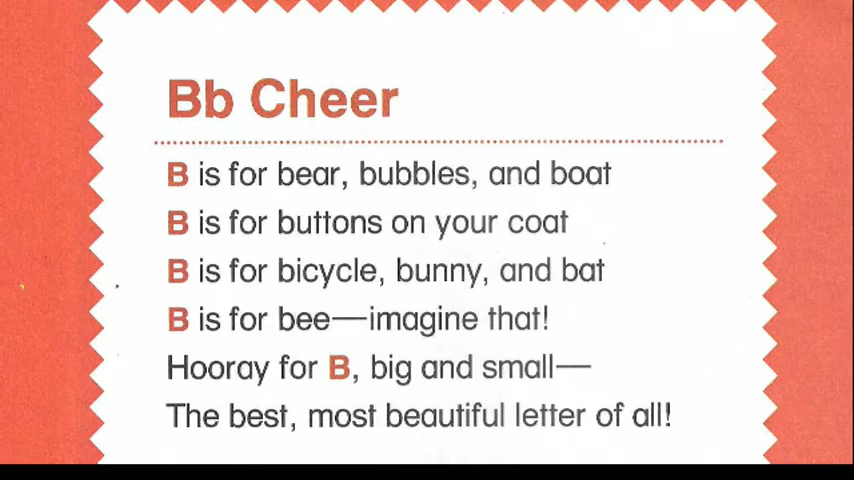 Bb Cheer
B is for bear, bubbles, and boat
B is for buttons on your coat
B is for bicycle, bunny, and bat
B is for bee—imagine that!
Hooray for B, big and small—
The best, most beautiful letter of all!